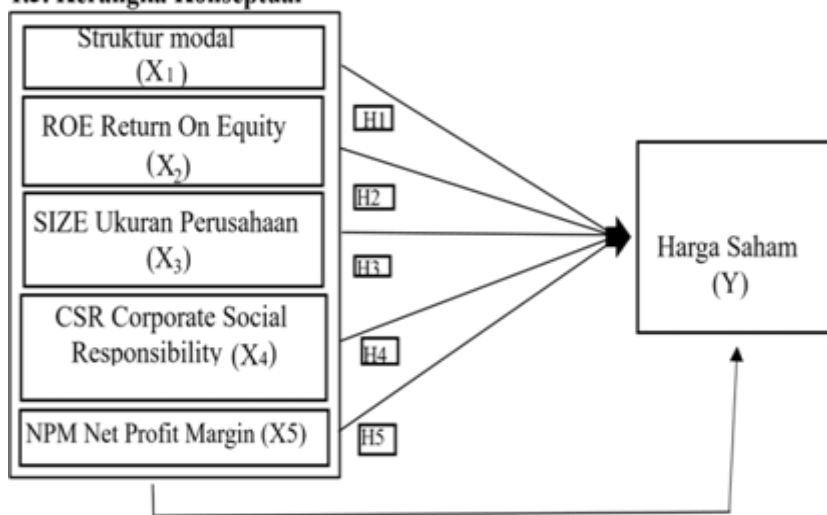 Struktur modal
(X1)
ROE Return On Equity
(X2)
SIZE Ukuran Perusahaan
(X3)
CSR Corporate Social
Responsibility (X4)
NPM Net Profit Margin (X5)
H1
H2
H3
H4
H5
Harga Saham
(Y)